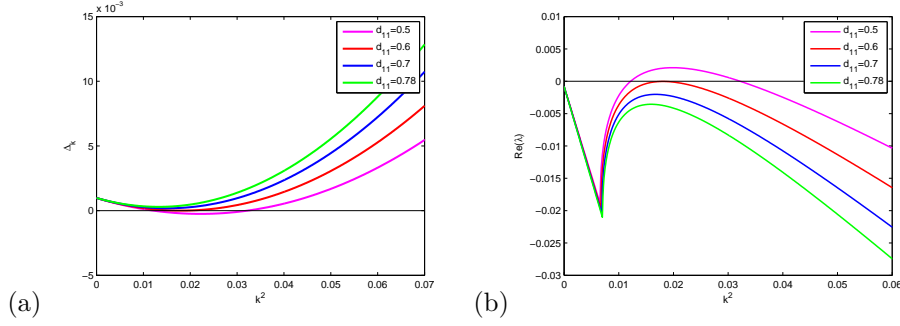 x 10⁻³
15
10
5
0
−5
Δk
0 0.01 0.02 0.03 0.04 0.05 0.06 0.07
k²
d₁₁=0.5
d₁₁=0.6
d₁₁=0.7
d₁₁=0.78
(a)
0.01
0.005
0
−0.005
−0.01
−0.015
−0.02
−0.025
−0.03
Re(λ)
0 0.01 0.02 0.03 0.04 0.05 0.06
k²
d₁₁=0.5
d₁₁=0.6
d₁₁=0.7
d₁₁=0.78
(b)